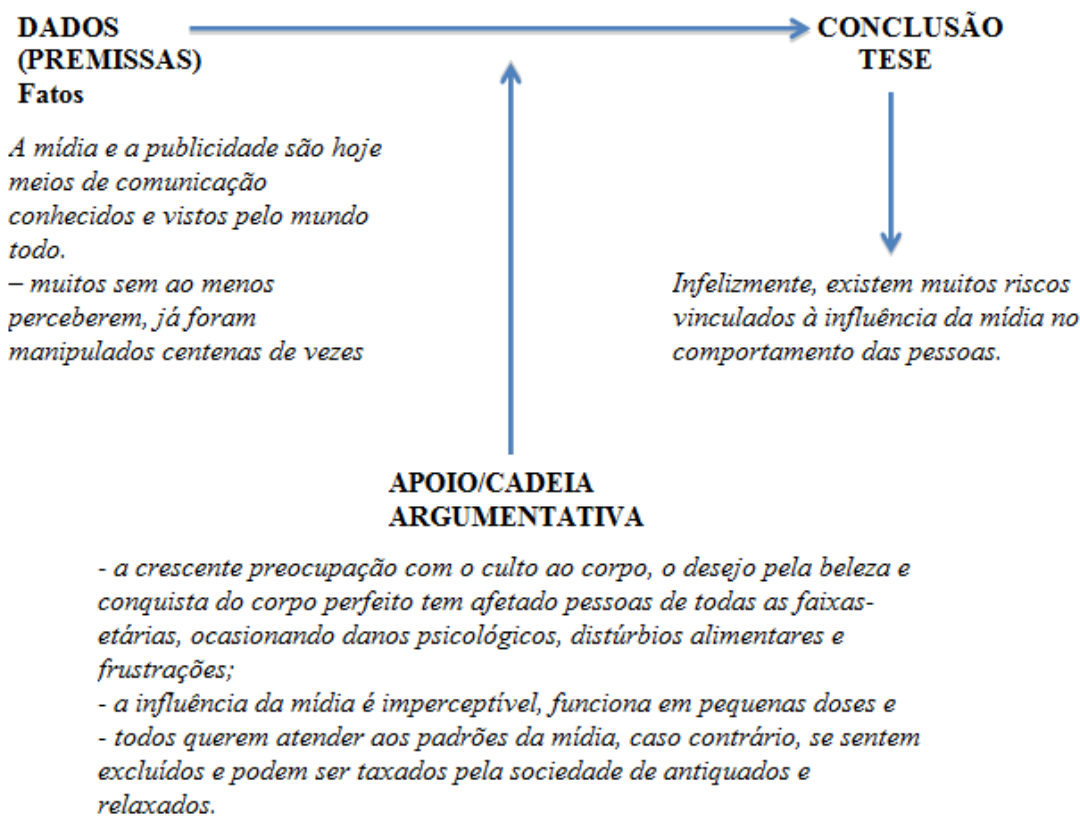 DADOS
(PREMISSAS)
Fatos
A mídia e a publicidade são hoje
meios de comunicação
conhecidos e vistos pelo mundo
todo.
– muitos sem ao menos
perceberem, já foram
manipulados centenas de vezes
CONCLUSÃO
TESE
Infelizmente, existem muitos riscos
vinculados à influência da mídia no
comportamento das pessoas.
APOIO/CADEIA
ARGUMENTATIVA
- a crescente preocupação com o culto ao corpo, o desejo pela beleza e
conquista do corpo perfeito tem afetado pessoas de todas as faixas-
etárias, ocasionando danos psicológicos, distúrbios alimentares e
frustrações;
- a influência da mídia é imperceptível, funciona em pequenas doses e
- todos querem atender aos padrões da mídia, caso contrário, se sentem
excluídos e podem ser taxados pela sociedade de antiquados e
relaxados.